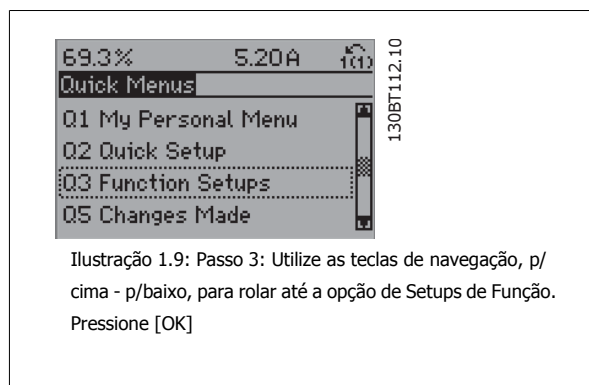 69.3% 5.20A 1(1)
Quick Menus
Q1 My Personal Menu
Q2 Quick Setup
Q3 Function Setups
Q5 Changes Made
130BT112.10
Ilustração 1.9: Passo 3: Utilize as teclas de navegação, p/
cima - p/baixo, para rolar até a opção de Setups de Função.
Pressione [OK]